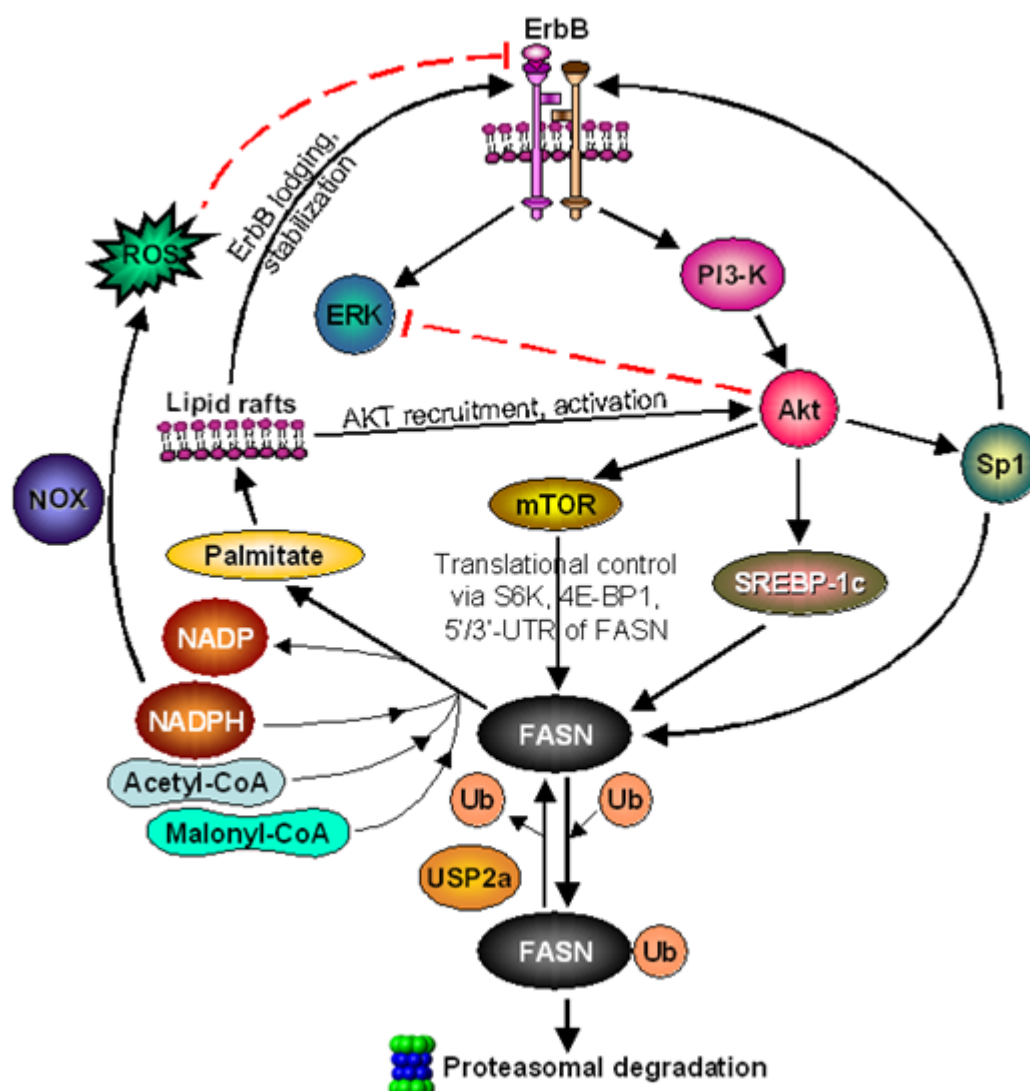 ErbB
ErbB lodging,
stabilization
ROS
PI3-K
ERK
Lipid rafts
AKT recruitment, activation
Akt
Sp1
NOX
mTOR
Palmitate
Translational control
via S6K, 4E-BP1,
5'/3'-UTR of FASN
SREBP-1c
NADP
NADPH
FASN
Acetyl-CoA
Ub
Ub
Malonyl-CoA
USP2a
FASN
Ub
Proteasomal degradation